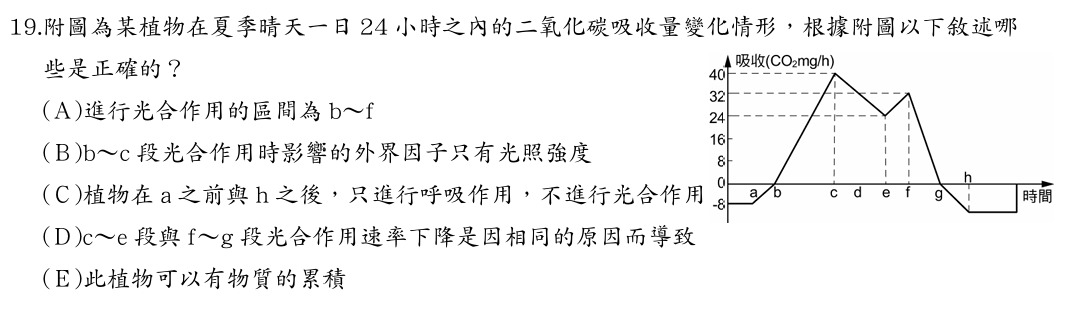 19.附圖為某植物在夏季晴天一日 24 小時之內的二氧化碳吸收量變化情形，根據附圖以下敘述哪
些是正確的？
(A)進行光合作用的區間為 b～f
(B)b～c 段光合作用時影響的外界因子只有光照強度
(C)植物在 a 之前與 h 之後，只進行呼吸作用，不進行光合作用
(D)c～e 段與 f～g 段光合作用速率下降是因相同的原因而導致
(E)此植物可以有物質的累積
吸收(CO₂mg/h)
40
32
24
16
8
0
-8
a b c d e f g h
時間